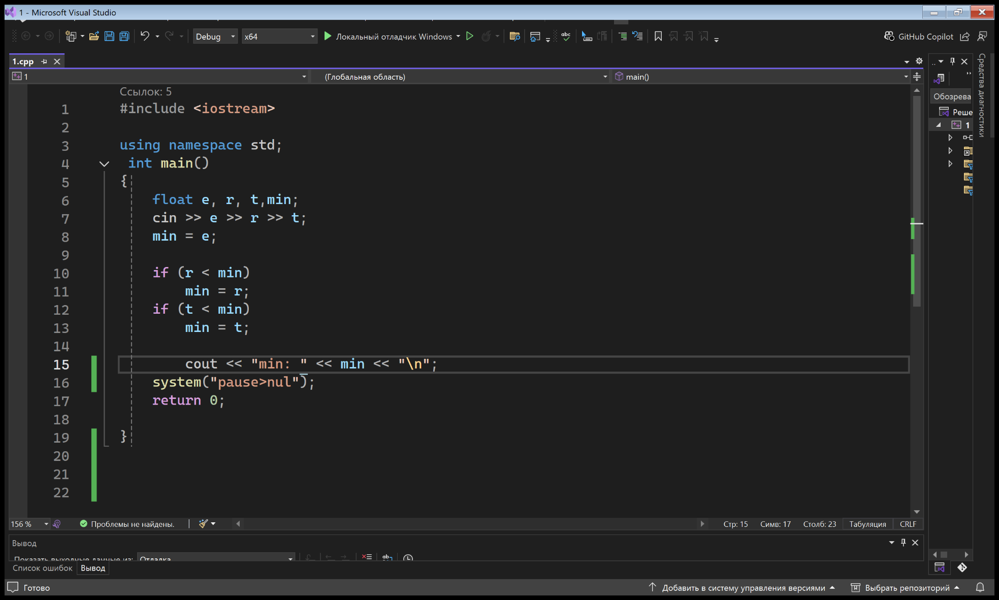 1 - Microsoft Visual Studio
Debug x64 Локальный отладчик Windows GitHub Copilot
1.cpp
1 (Глобальная область) main()
Средства диагностики
Обозрева
Реше
1
Ссылок: 5
1 #include <iostream>
2
3 using namespace std;
4 int main()
5 {
6 float e, r, t,min;
7 cin >> e >> r >> t;
8 min = e;
9
10 if (r < min)
11 min = r;
12 if (t < min)
13 min = t;
14
15 cout << "min: " << min << "\n";
16 system("pause>nul");
17 return 0;
18
19 }
20
21
22
156 % Проблемы не найдены. Стр: 15 Симв: 17 Столб: 23 Табуляция CRLF
Вывод
Показать выходные данные из: Отладка
Список ошибок Вывод
Готово Добавить в систему управления версиями Выбрать репозиторий